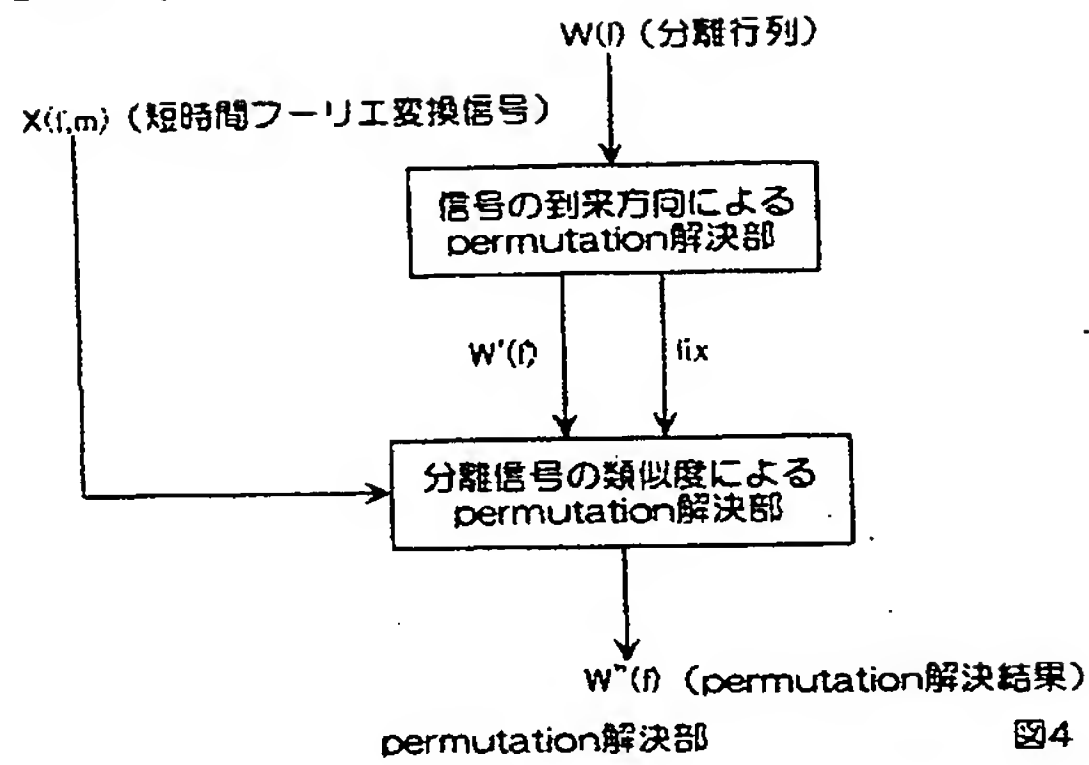 W(f)（分離行列）
X(f,m)（短時間フーリエ変換信号）
信号の到来方向による
permutation解決部
W'(f)
fix
分離信号の類似度による
permutation解決部
W"(f)（permutation解決結果）
permutation解決部
図4